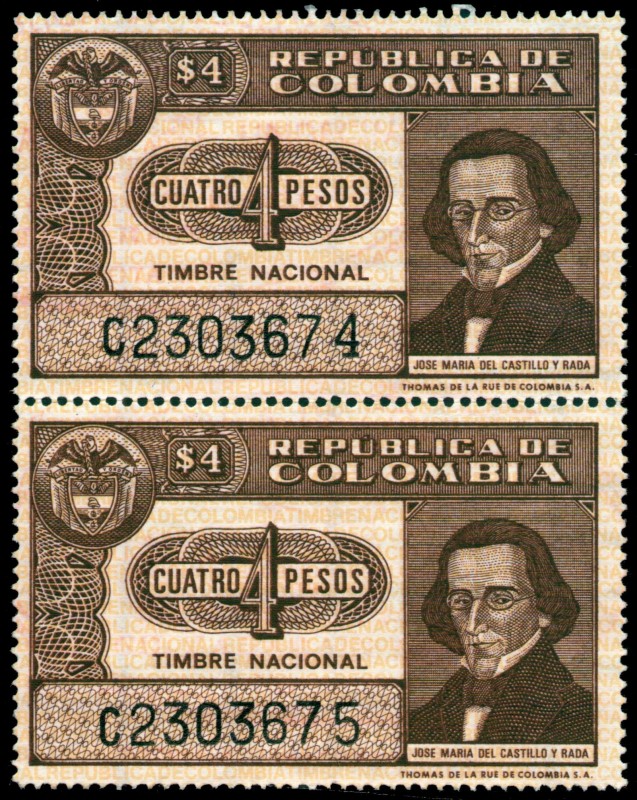 $4
REPÚBLICA DE
COLOMBIA
CUATRO 4 PESOS
TIMBRE NACIONAL
C2303674
JOSE MARIA DEL CASTILLO Y RADA
THOMAS DE LA RUE DE COLOMBIA S.A.
$4
REPÚBLICA DE
COLOMBIA
CUATRO 4 PESOS
TIMBRE NACIONAL
C2303675
JOSE MARIA DEL CASTILLO Y RADA
THOMAS DE LA RUE DE COLOMBIA S.A.